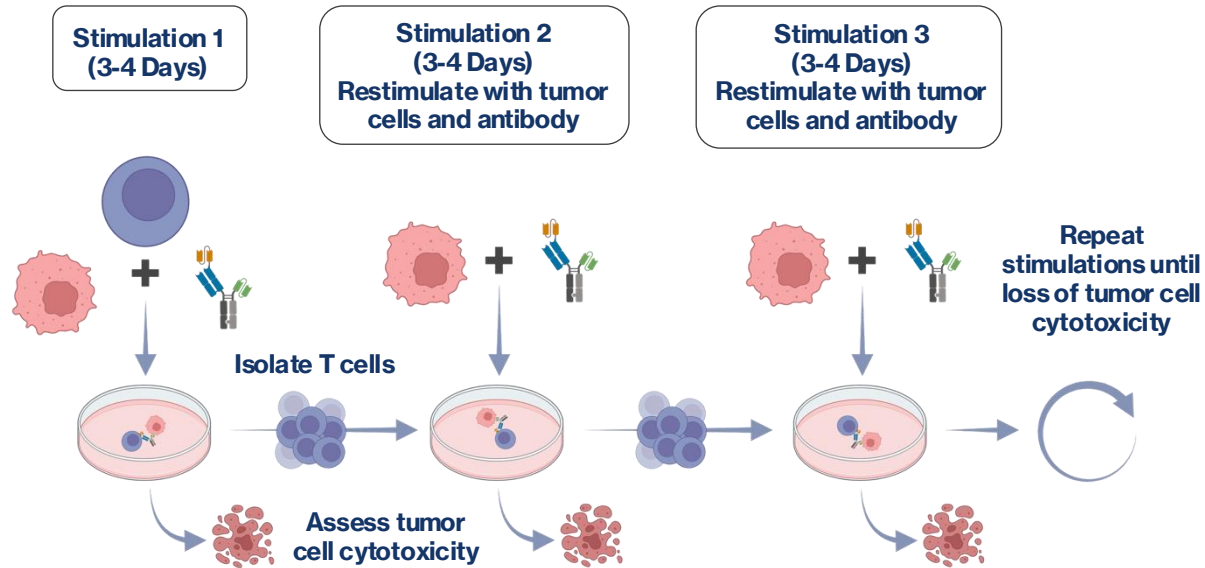 Stimulation 1
(3-4 Days)
Stimulation 2
(3-4 Days)
Restimulate with tumor
cells and antibody
Stimulation 3
(3-4 Days)
Restimulate with tumor
cells and antibody
Repeat
stimulations until
loss of tumor cell
cytotoxicity
Isolate T cells
Assess tumor
cell cytotoxicity